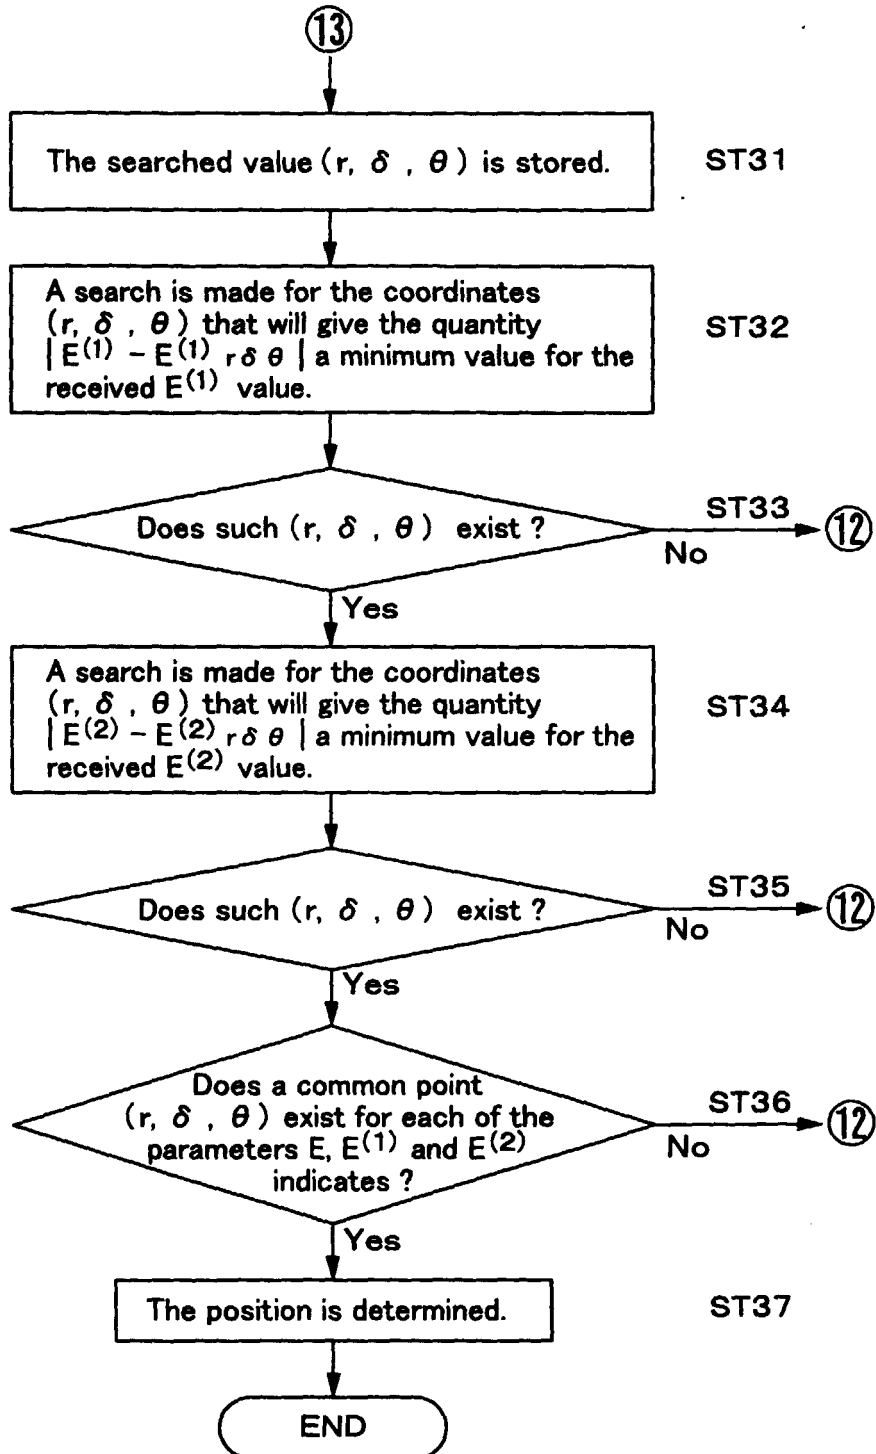 13
The searched value (r, δ , θ ) is stored.
ST31
A search is made for the coordinates
(r, δ , θ ) that will give the quantity
| E(1) − E(1) r δ θ | a minimum value for the
received E(1) value.
ST32
Does such (r, δ , θ ) exist ?
ST33
No
12
Yes
A search is made for the coordinates
(r, δ , θ ) that will give the quantity
| E(2) − E(2) r δ θ | a minimum value for the
received E(2) value.
ST34
Does such (r, δ , θ ) exist ?
ST35
No
12
Yes
Does a common point
(r, δ , θ ) exist for each of the
parameters E, E(1) and E(2)
indicates ?
ST36
No
12
Yes
The position is determined.
ST37
END